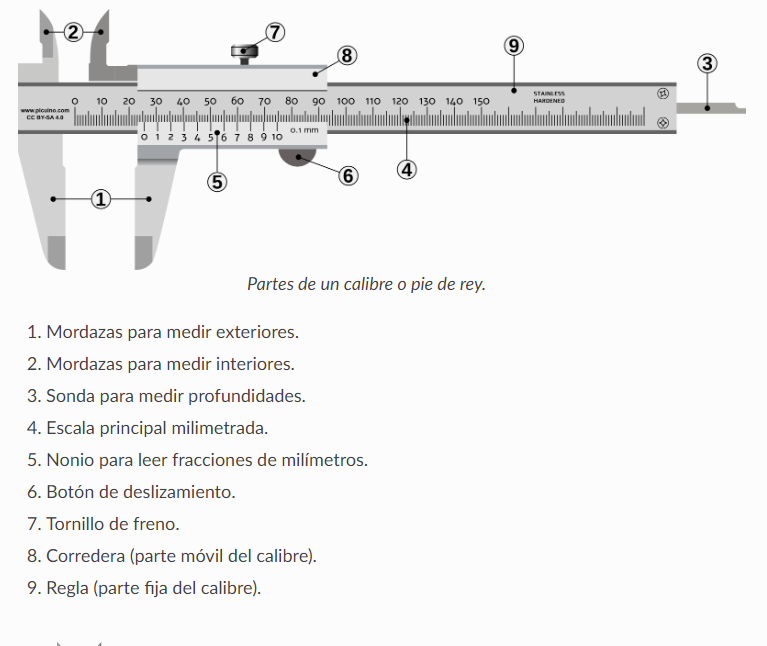 2
7
8
9
3
0 10 20 30 40 50 60 70 80 90 100 110 120 130 140 150
STAINLESS
HARDENED
www.picuino.com
CC BY-SA 4.0
0 1 2 3 4 5 6 7 8 9 10
0.1 mm
1
5
6
4
Partes de un calibre o pie de rey.
1. Mordazas para medir exteriores.
2. Mordazas para medir interiores.
3. Sonda para medir profundidades.
4. Escala principal milimetrada.
5. Nonio para leer fracciones de milímetros.
6. Botón de deslizamiento.
7. Tornillo de freno.
8. Corredera (parte móvil del calibre).
9. Regla (parte fija del calibre).